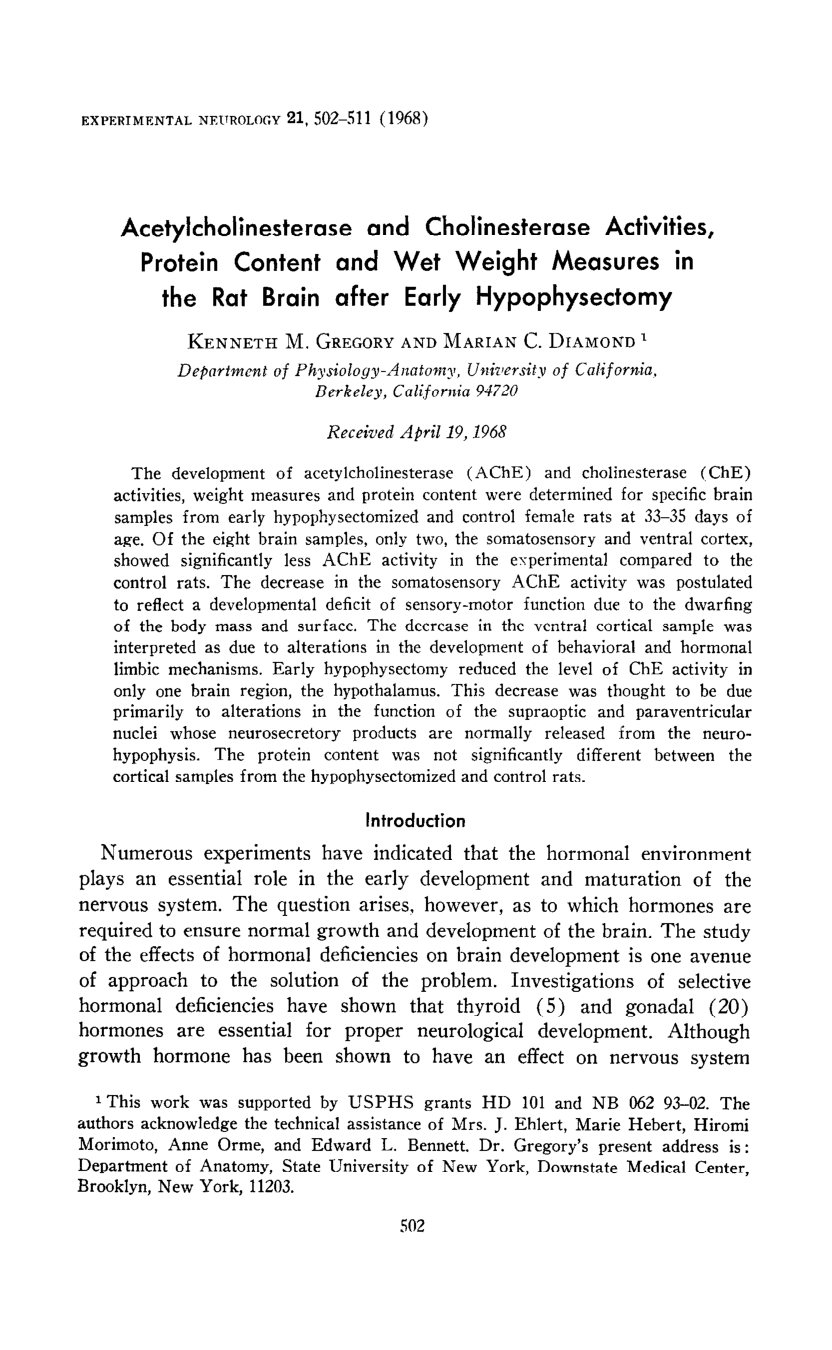 EXPERIMENTAL NEUROLOGY 21, 502–511 (1968)
Acetylcholinesterase and Cholinesterase Activities,
Protein Content and Wet Weight Measures in
the Rat Brain after Early Hypophysectomy
KENNETH M. GREGORY AND MARIAN C. DIAMOND 1
Department of Physiology-Anatomy, University of California,
Berkeley, California 94720
Received April 19, 1968
The development of acetylcholinesterase (AChE) and cholinesterase (ChE)
activities, weight measures and protein content were determined for specific brain
samples from early hypophysectomized and control female rats at 33–35 days of
age. Of the eight brain samples, only two, the somatosensory and ventral cortex,
showed significantly less AChE activity in the experimental compared to the
control rats. The decrease in the somatosensory AChE activity was postulated
to reflect a developmental deficit of sensory-motor function due to the dwarfing
of the body mass and surface. The decrease in the ventral cortical sample was
interpreted as due to alterations in the development of behavioral and hormonal
limbic mechanisms. Early hypophysectomy reduced the level of ChE activity in
only one brain region, the hypothalamus. This decrease was thought to be due
primarily to alterations in the function of the supraoptic and paraventricular
nuclei whose neurosecretory products are normally released from the neuro-
hypophysis. The protein content was not significantly different between the
cortical samples from the hypophysectomized and control rats.
Introduction
Numerous experiments have indicated that the hormonal environment
plays an essential role in the early development and maturation of the
nervous system. The question arises, however, as to which hormones are
required to ensure normal growth and development of the brain. The study
of the effects of hormonal deficiencies on brain development is one avenue
of approach to the solution of the problem. Investigations of selective
hormonal deficiencies have shown that thyroid (5) and gonadal (20)
hormones are essential for proper neurological development. Although
growth hormone has been shown to have an effect on nervous system
1 This work was supported by USPHS grants HD 101 and NB 062 93–02. The
authors acknowledge the technical assistance of Mrs. J. Ehlert, Marie Hebert, Hiromi
Morimoto, Anne Orme, and Edward L. Bennett. Dr. Gregory's present address is:
Department of Anatomy, State University of New York, Downstate Medical Center,
Brooklyn, New York, 11203.
502